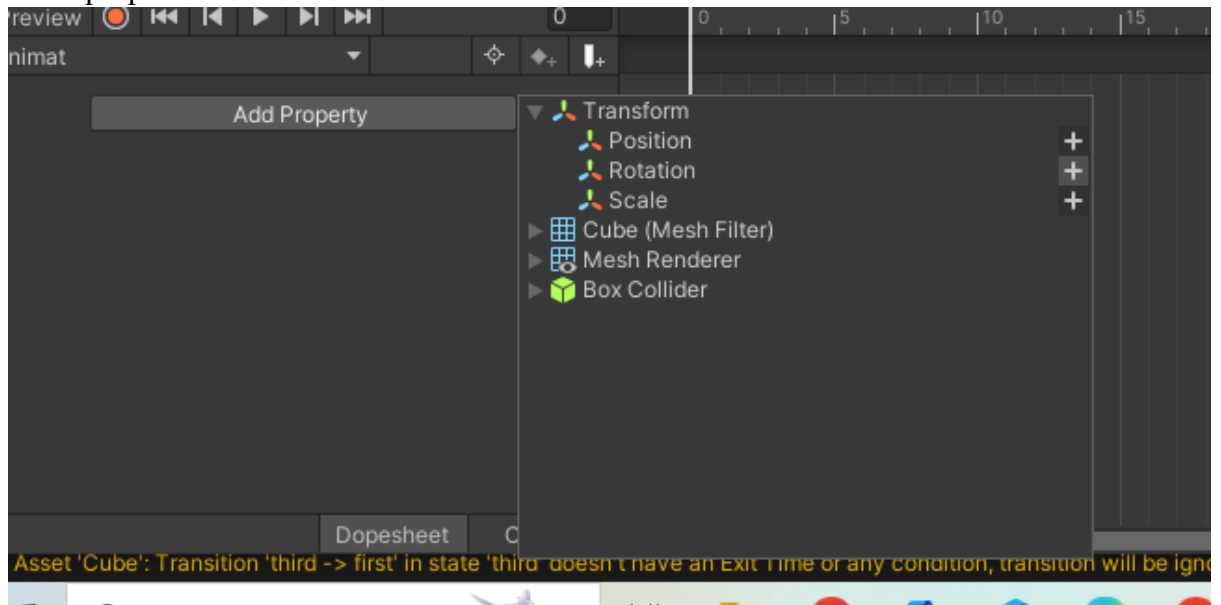 review 0 0 5 10 15
nimat
Add Property
Transform
Position
Rotation
Scale
Cube (Mesh Filter)
Mesh Renderer
Box Collider
Dopesheet C
Asset 'Cube': Transition 'third -> first' in state 'third' doesn't have an Exit Time or any condition, transition will be igno